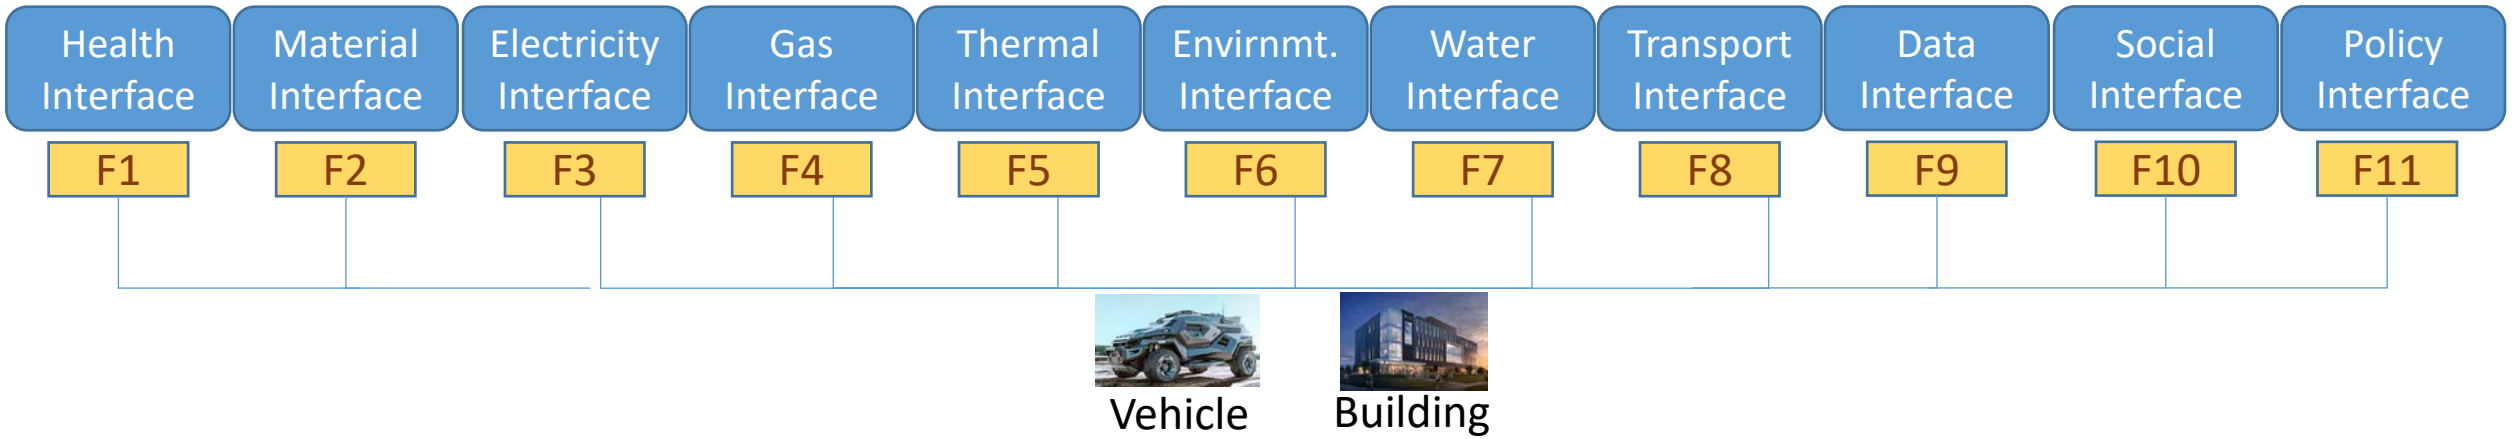 Health
Interface
Material
Interface
Electricity
Interface
Gas
Interface
Thermal
Interface
Envirnmt.
Interface
Water
Interface
Transport
Interface
Data
Interface
Social
Interface
Policy
Interface
F1
F2
F3
F4
F5
F6
F7
F8
F9
F10
F11
Vehicle
Building